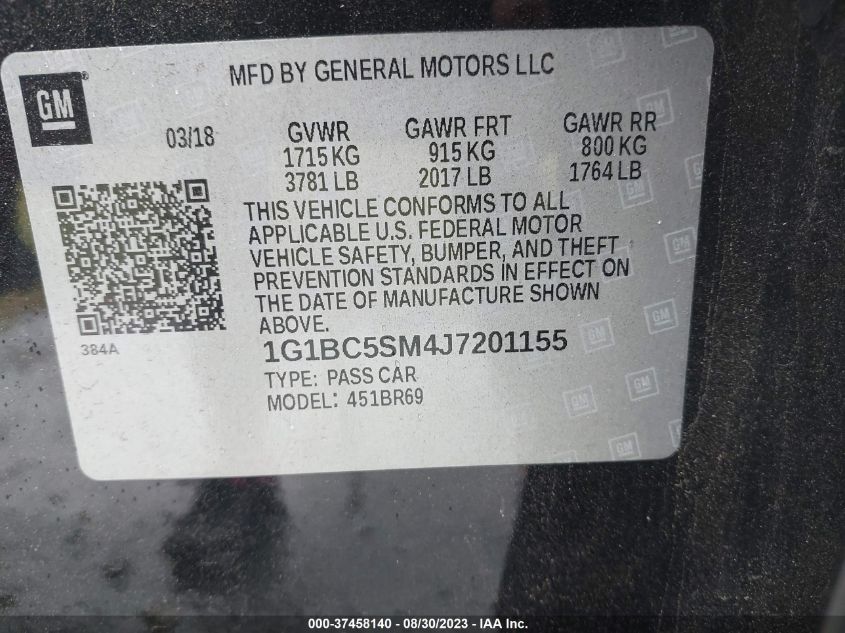 MFD BY GENERAL MOTORS LLC
GM
03/18
GVWR GAWR FRT GAWR RR
1715 KG 915 KG 800 KG
3781 LB 2017 LB 1764 LB
THIS VEHICLE CONFORMS TO ALL
APPLICABLE U.S. FEDERAL MOTOR
VEHICLE SAFETY, BUMPER, AND THEFT
PREVENTION STANDARDS IN EFFECT ON
THE DATE OF MANUFACTURE SHOWN
ABOVE.
384A
1G1BC5SM4J7201155
TYPE: PASS CAR
MODEL: 451BR69
000-37458140 - 08/30/2023 - IAA Inc.